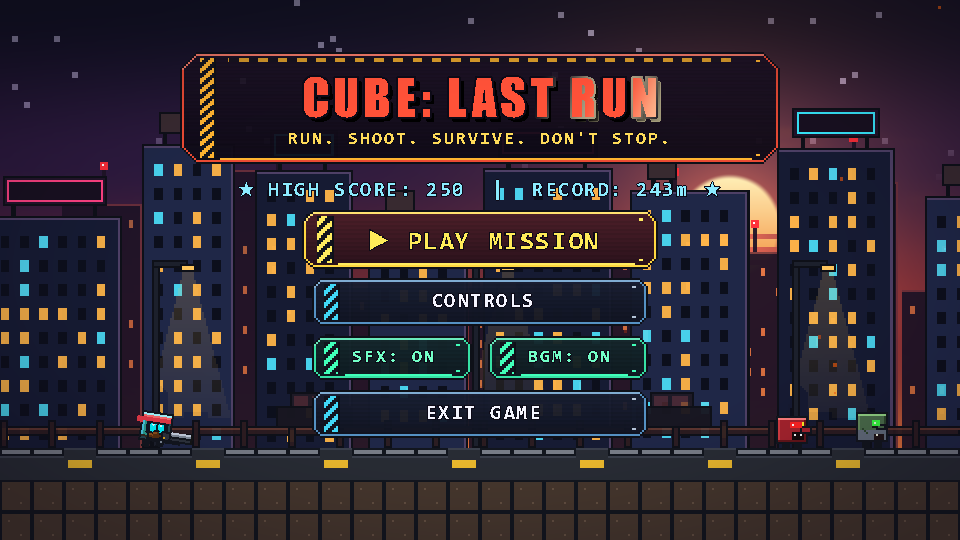 CUBE: LAST RUN
RUN. SHOOT. SURVIVE. DON'T STOP.
★ HIGH SCORE: 250 RECORD: 243m ★
▶ PLAY MISSION
CONTROLS
SFX: ON BGM: ON
EXIT GAME